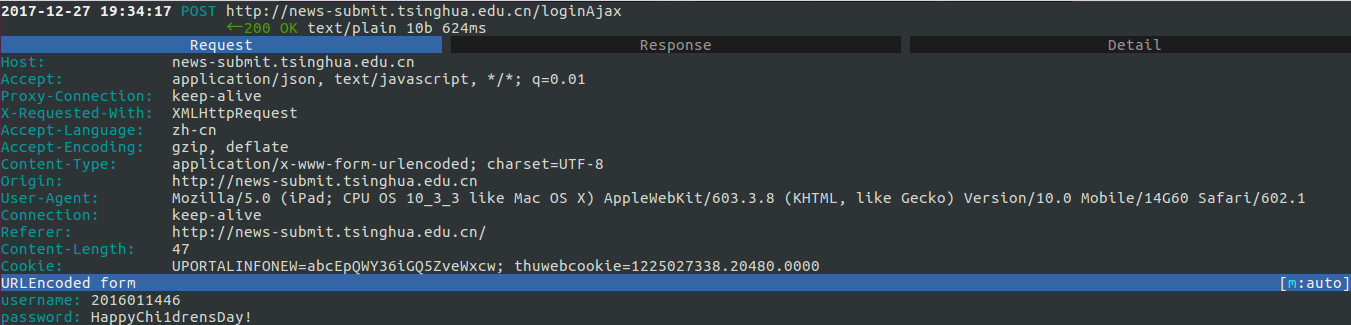 2017-12-27 19:34:17 POST http://news-submit.tsinghua.edu.cn/loginAjax
←200 OK text/plain 10b 624ms
Request Response Detail
Host: news-submit.tsinghua.edu.cn
Accept: application/json, text/javascript, */*; q=0.01
Proxy-Connection: keep-alive
X-Requested-With: XMLHttpRequest
Accept-Language: zh-cn
Accept-Encoding: gzip, deflate
Content-Type: application/x-www-form-urlencoded; charset=UTF-8
Origin: http://news-submit.tsinghua.edu.cn
User-Agent: Mozilla/5.0 (iPad; CPU OS 10_3_3 like Mac OS X) AppleWebKit/603.3.8 (KHTML, like Gecko) Version/10.0 Mobile/14G60 Safari/602.1
Connection: keep-alive
Referer: http://news-submit.tsinghua.edu.cn/
Content-Length: 47
Cookie: UPORTALINFONEW=abcEpQWY36iGQ5ZveWxcw; thuwebcookie=1225027338.20480.0000
URLEncoded form [m:auto]
username: 2016011446
password: HappyChi1drensDay!